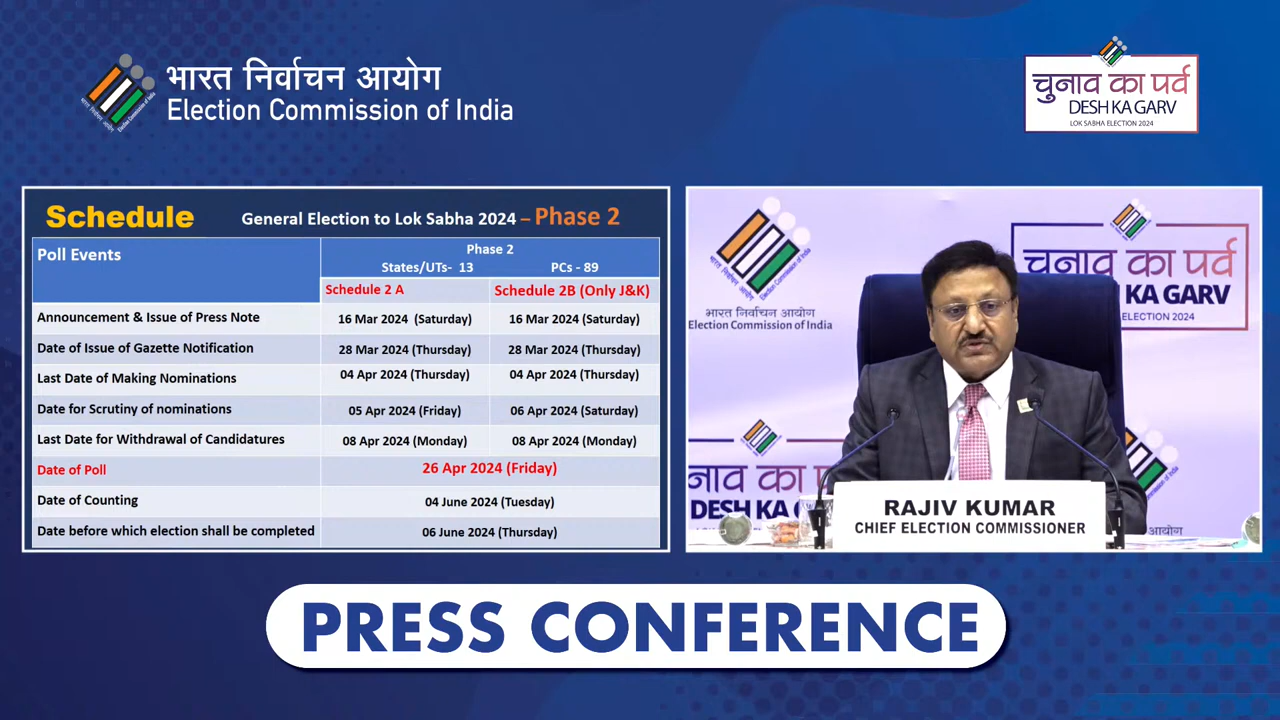 भारत निर्वाचन आयोग
Election Commission of India
चुनाव का पर्व
DESH KA GARV
LOK SABHA ELECTION 2024
Schedule
General Election to Lok Sabha 2024 – Phase 2
Poll Events
Phase 2
States/UTs- 13 PCs - 89
Schedule 2 A Schedule 2B (Only J&K)
Announcement & Issue of Press Note 16 Mar 2024 (Saturday) 16 Mar 2024 (Saturday)
Date of Issue of Gazette Notification 28 Mar 2024 (Thursday) 28 Mar 2024 (Thursday)
Last Date of Making Nominations 04 Apr 2024 (Thursday) 04 Apr 2024 (Thursday)
Date for Scrutiny of nominations 05 Apr 2024 (Friday) 06 Apr 2024 (Saturday)
Last Date for Withdrawal of Candidatures 08 Apr 2024 (Monday) 08 Apr 2024 (Monday)
Date of Poll 26 Apr 2024 (Friday)
Date of Counting 04 June 2024 (Tuesday)
Date before which election shall be completed 06 June 2024 (Thursday)
भारत निर्वाचन आयोग
Election Commission of India
चुनाव का पर्व
KA GARV
ELECTION 2024
नाव का प
DESH KA G
आयोग
RAJIV KUMAR
CHIEF ELECTION COMMISSIONER
PRESS CONFERENCE